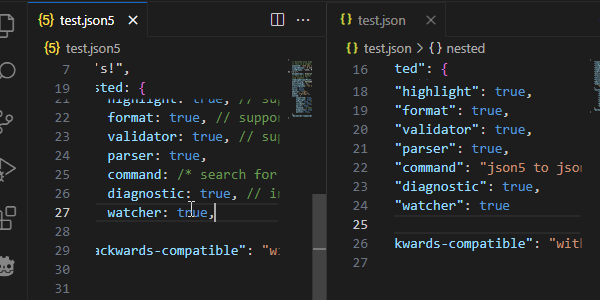 {5} test.json5 ×
{5} test.json5
7 "s!",
19 sted: {
21 highlight: true, // sup
22 format: true, // suppor
23 validator: true, // sup
24 parser: true,
25 command: /* search for
26 diagnostic: true, // in
27 watcher: true,
28
29 ackwards-compatible": "wi
30
31
{} test.json ×
{} test.json > {} nested
16 ted": {
18 "highlight": true,
19 "format": true,
20 "validator": true,
21 "parser": true,
22 "command": "json5 to json
23 "diagnostic": true,
24 "watcher": true
25
26 kwards-compatible": "with
27